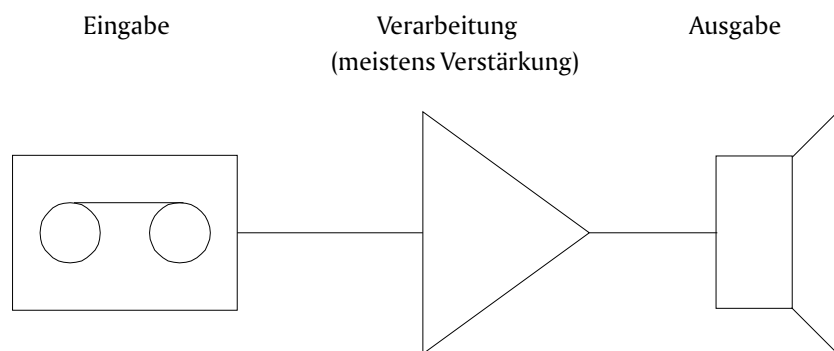 Eingabe
Verarbeitung
(meistens Verstärkung)
Ausgabe